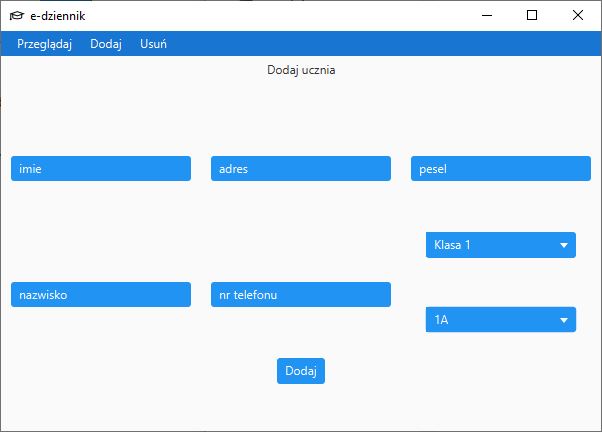 e-dziennik
Przeglądaj Dodaj Usuń
Dodaj ucznia
imie adres pesel
Klasa 1
nazwisko nr telefonu
1A
Dodaj